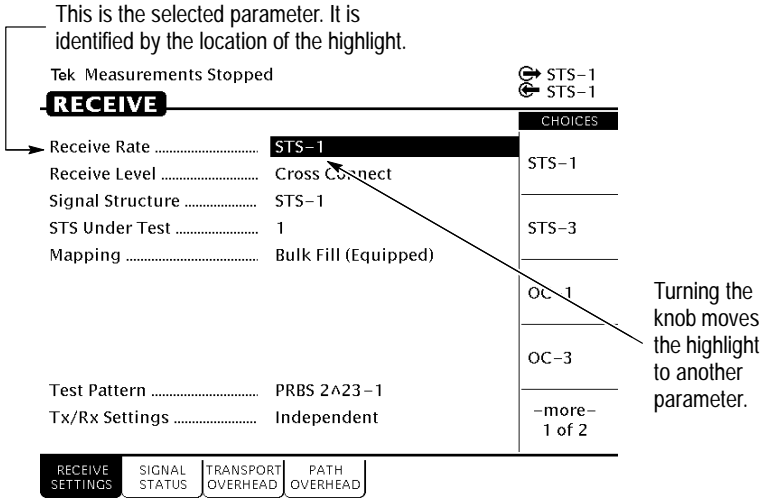 This is the selected parameter. It is
identified by the location of the highlight.
Tek Measurements Stopped
STS–1
STS–1
RECEIVE
CHOICES
Receive Rate ........................ STS–1
Receive Level ....................... Cross Connect
Signal Structure .................. STS–1
STS Under Test ................... 1
Mapping ............................... Bulk Fill (Equipped)
Test Pattern ......................... PRBS 2^23–1
Tx/Rx Settings ................... Independent
STS–1
STS–3
OC–1
OC–3
–more–
1 of 2
Turning the
knob moves
the highlight
to another
parameter.
RECEIVE
SETTINGS
SIGNAL
STATUS
TRANSPORT
OVERHEAD
PATH
OVERHEAD